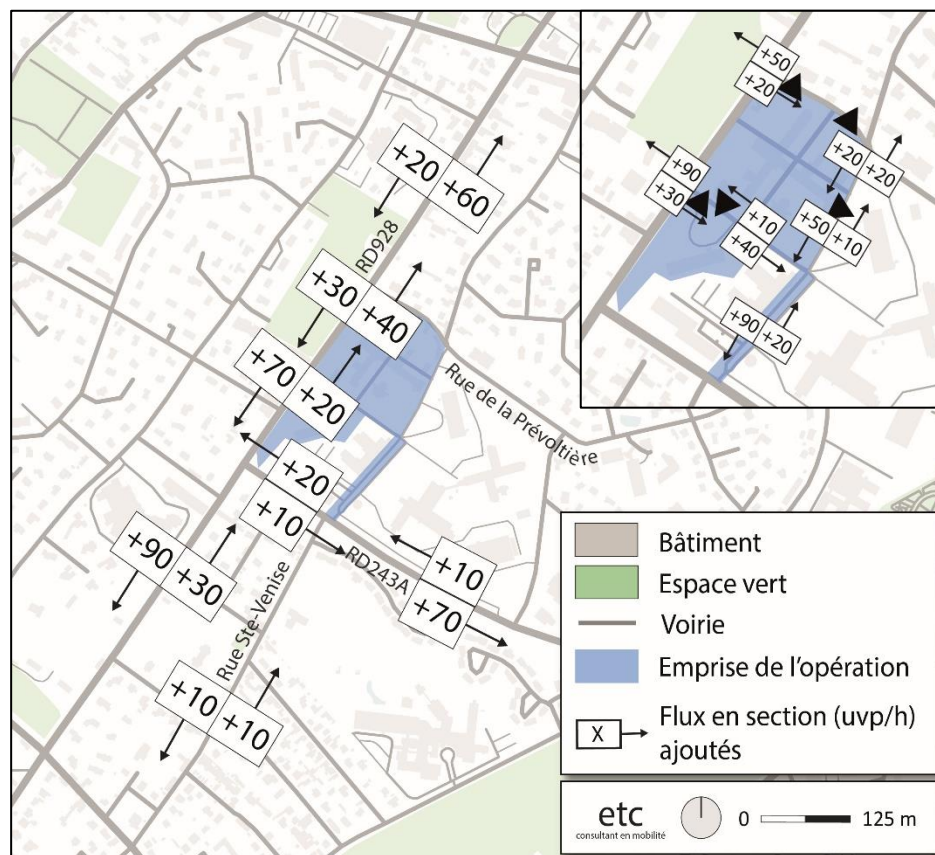 +20 +60
RD928
+30 +40
+70 +20
Rue de la Prévoltière
+20
+10
+90 +30
Rue Ste-Venise
RD243A
+10
+70
+10 +10
+50
+20
+90
+30
+20 +20
+10
+40
+50 +10
+90 +20
Bâtiment
Espace vert
Voirie
Emprise de l'opération
X Flux en section (uvp/h)
ajoutés
etc
consultant en mobilité
0 125 m